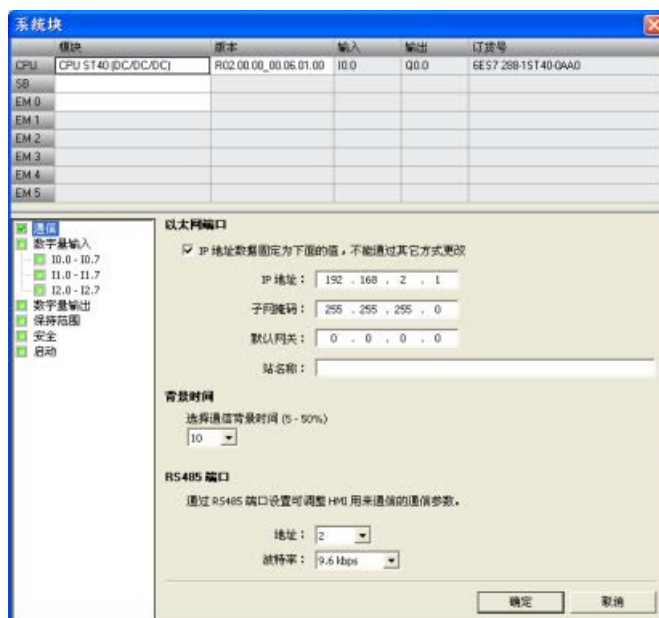 系统块
模块 版本 输入 输出 订货号
CPU CPU ST40 (DC/DC/DC) R02.00.00_00.06.01.00 I0.0 Q0.0 6ES7 288-1ST40-0AA0
SB
EM 0
EM 1
EM 2
EM 3
EM 4
EM 5
通信
数字量输入
I0.0 - I0.7
I1.0 - I1.7
I2.0 - I2.7
数字量输出
保持范围
安全
启动
以太网端口
IP 地址数据固定为下面的值，不能通过其它方式更改
IP 地址： 192 . 168 . 2 . 1
子网掩码： 255 . 255 . 255 . 0
默认网关： 0 . 0 . 0 . 0
站名称：
背景时间
选择通信背景时间 (5 - 50%)
10
RS485 端口
通过 RS485 端口设置可调整 HMI 用来通信的通信参数。
地址： 2
波特率： 9.6 kbps
确定 取消